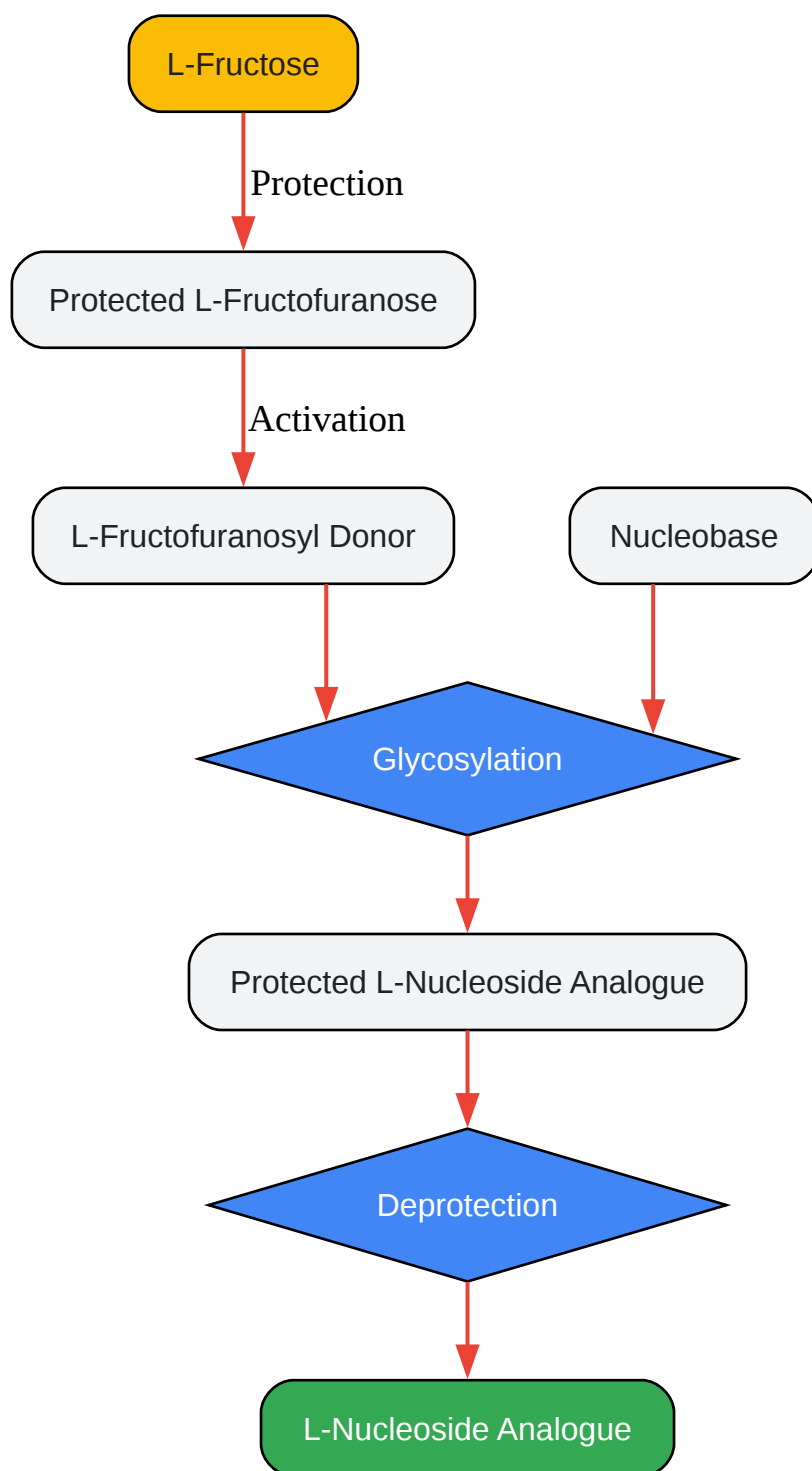 L-Fructose
Protection
Protected L-Fructofuranose
Activation
L-Fructofuranosyl Donor
Nucleobase
Glycosylation
Protected L-Nucleoside Analogue
Deprotection
L-Nucleoside Analogue